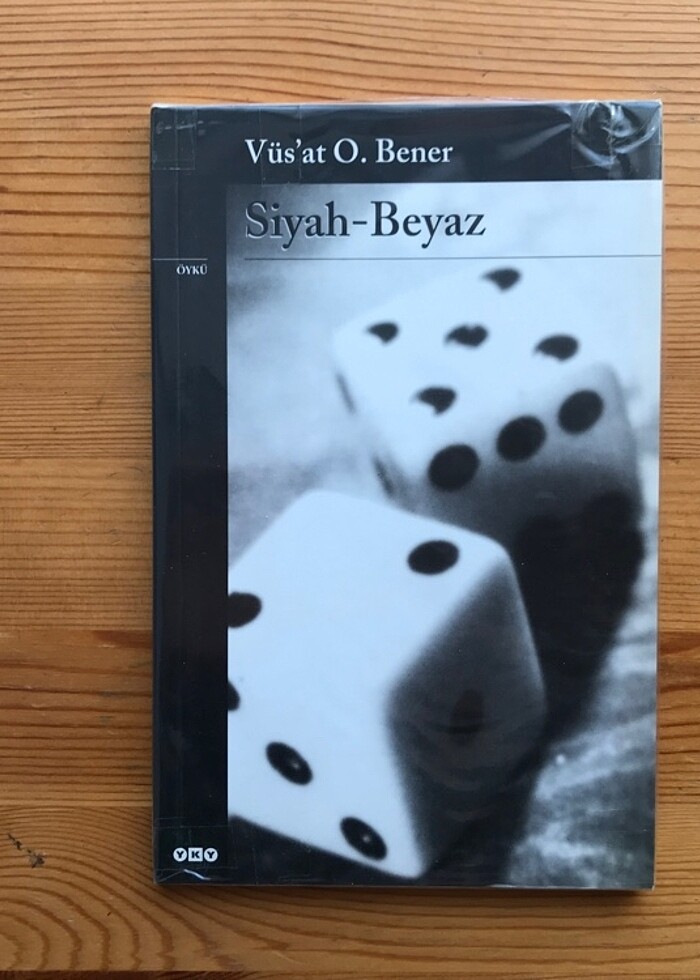 Vüs'at O. Bener
Siyah-Beyaz
ÖYKÜ
YKY